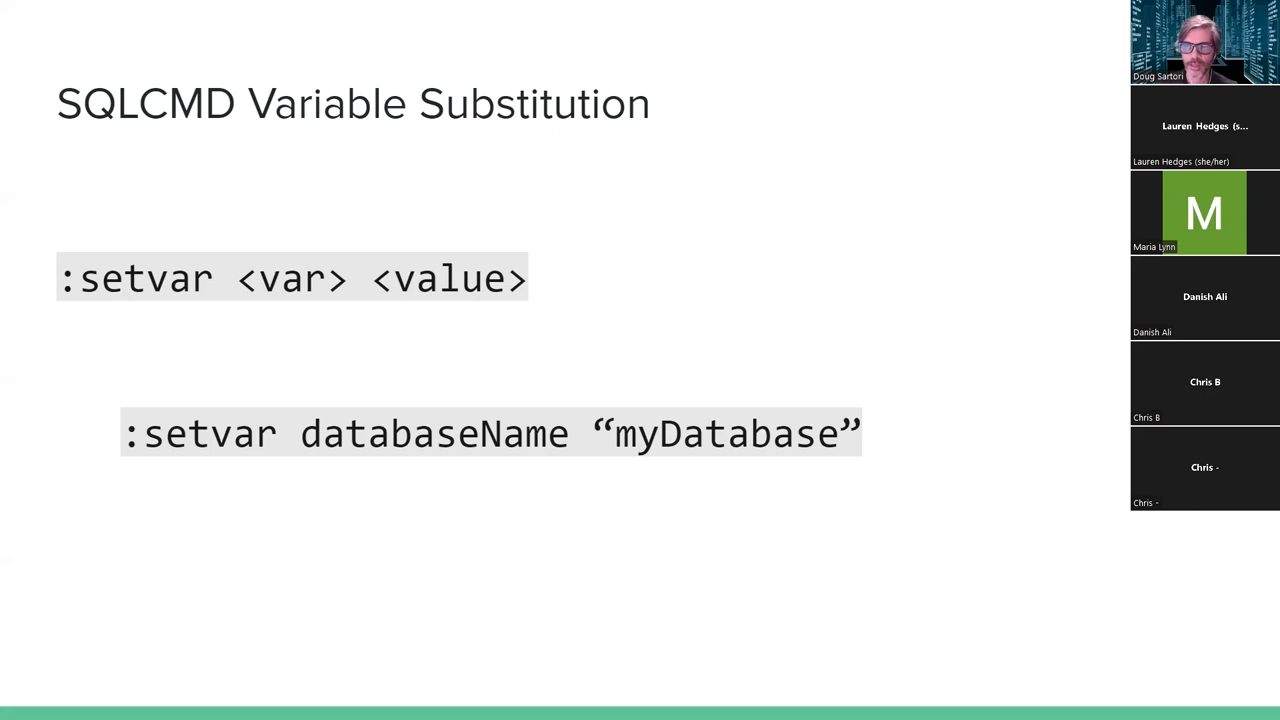 SQLCMD Variable Substitution
:setvar <var> <value>
:setvar databaseName “myDatabase”
Doug Sartori
Lauren Hedges (s...
Lauren Hedges (she/her)
M
Maria Lynn
Danish Ali
Danish Ali
Chris B
Chris B
Chris -
Chris -